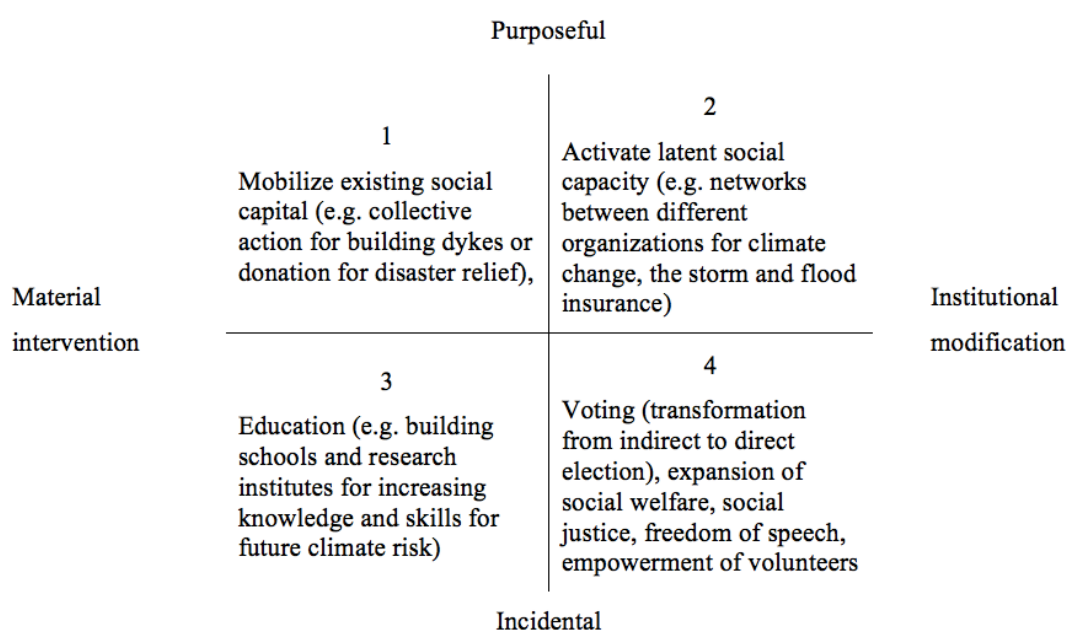 Purposeful
1
Mobilize existing social
capital (e.g. collective
action for building dykes or
donation for disaster relief),
2
Activate latent social
capacity (e.g. networks
between different
organizations for climate
change, the storm and flood
insurance)
Material
intervention
Institutional
modification
3
Education (e.g. building
schools and research
institutes for increasing
knowledge and skills for
future climate risk)
4
Voting (transformation
from indirect to direct
election), expansion of
social welfare, social
justice, freedom of speech,
empowerment of volunteers
Incidental